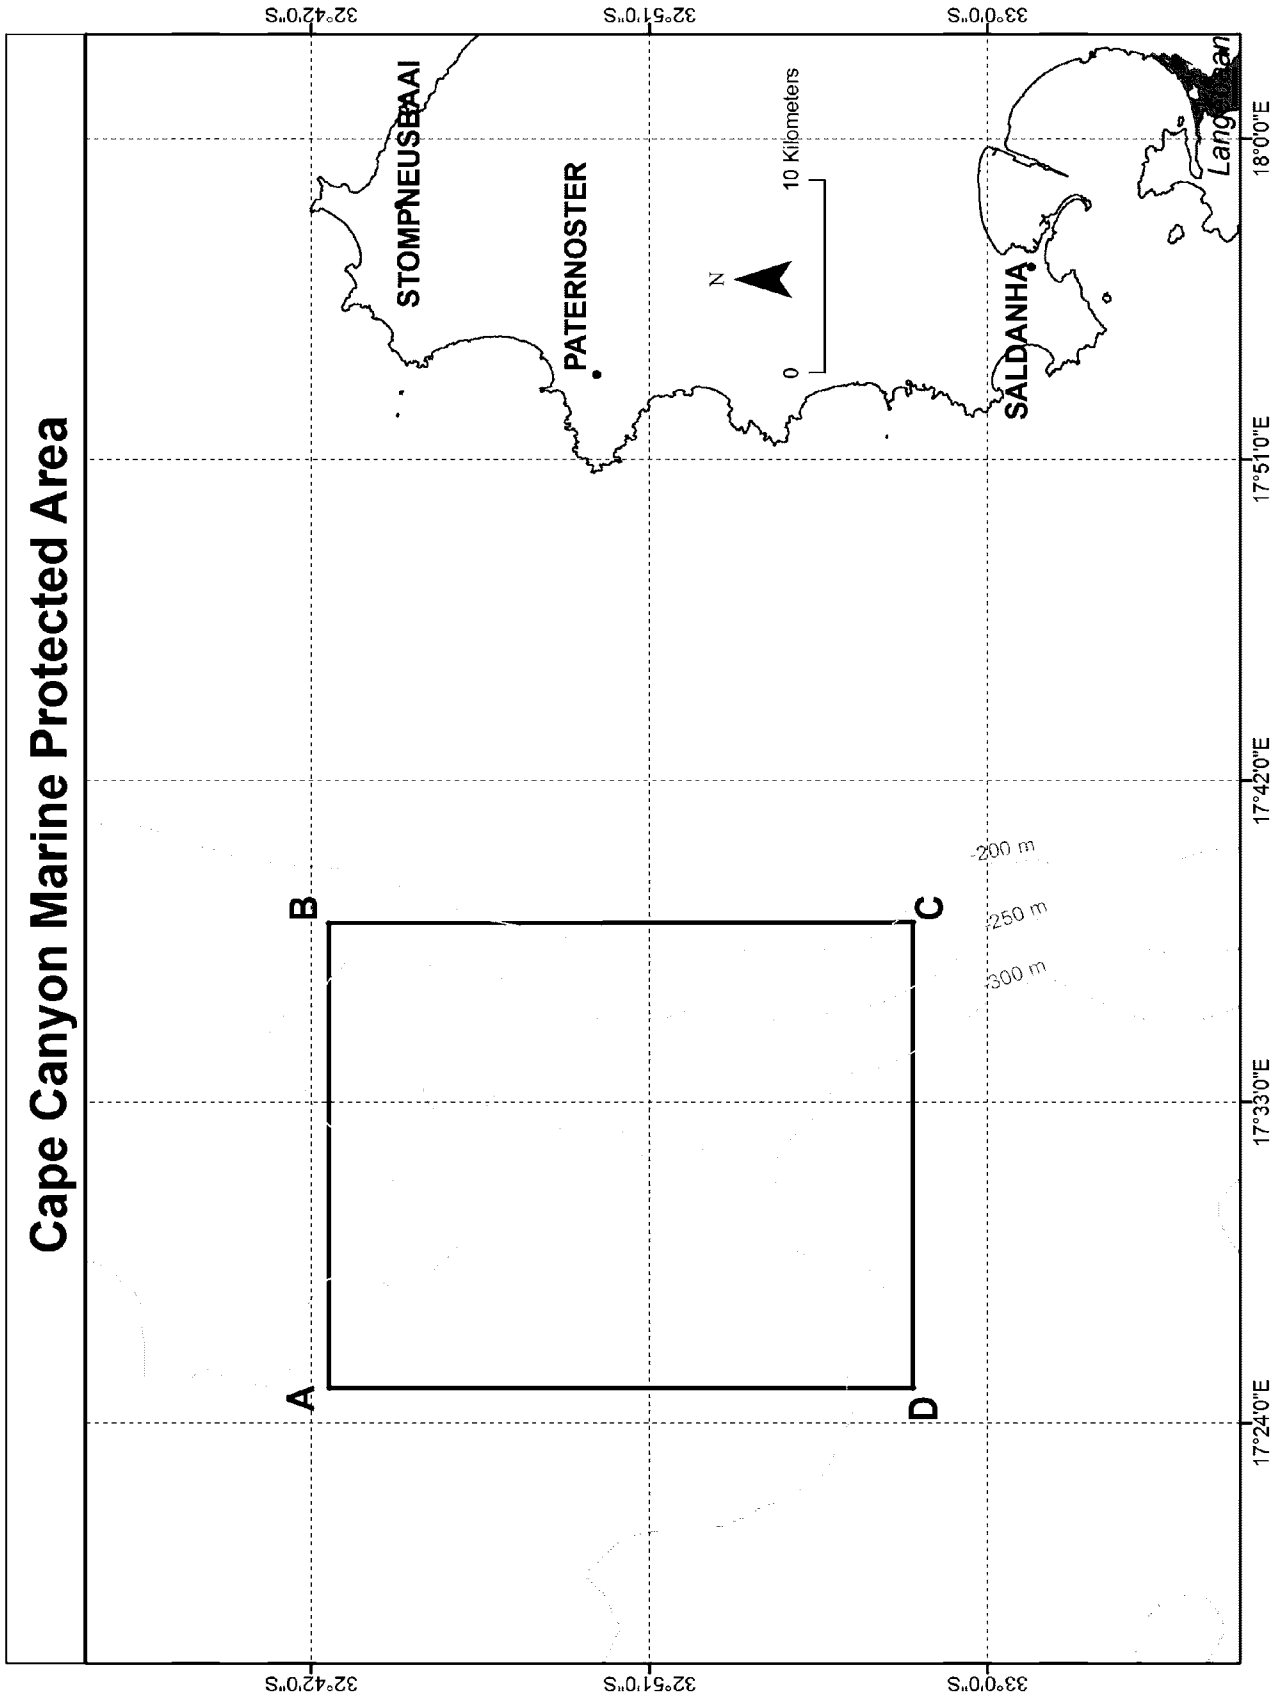 Cape Canyon Marine Protected Area
32°42'0"S
32°51'0"S
33°0'0"S
A
B
C
D
STOMPNEUSBAAI
PATERNOSTER
N
0
10 Kilometers
SALDANHA
Langebaan
-200 m
-250 m
-300 m
32°42'0"S
32°51'0"S
33°0'0"S
17°24'0"E
17°33'0"E
17°42'0"E
17°51'0"E
18°0'0"E